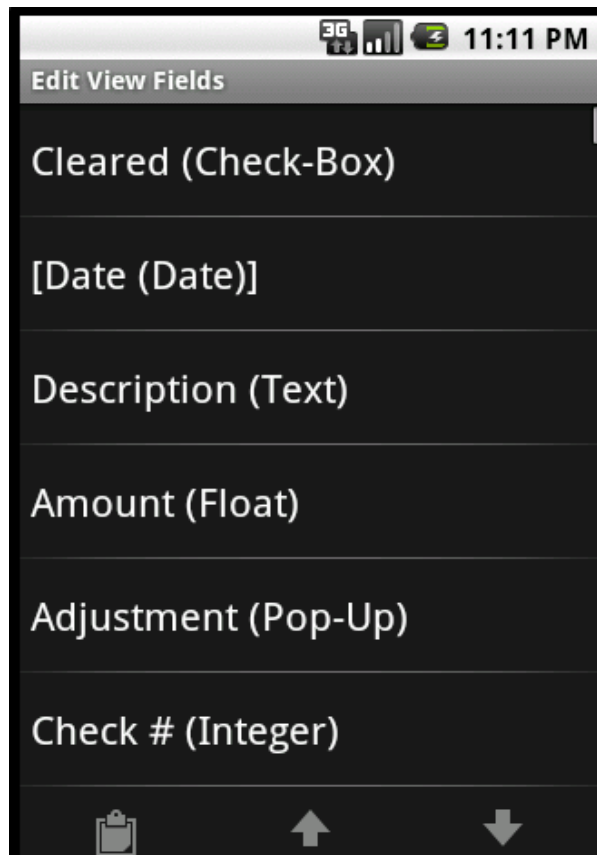 3G 11:11 PM
Edit View Fields
Cleared (Check-Box)
[Date (Date)]
Description (Text)
Amount (Float)
Adjustment (Pop-Up)
Check # (Integer)